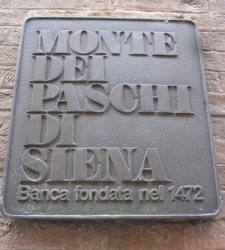 MONTE
DEI
PASCHI
DI
SIENA
Banca fondata nel 1472